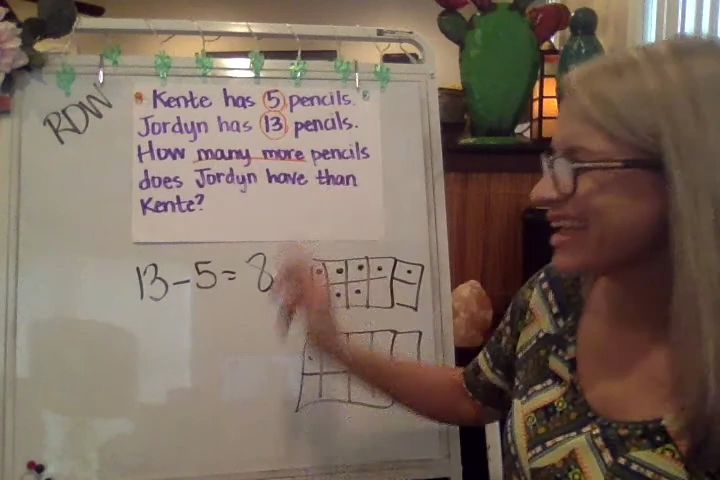 RDW
Kente has 5 pencils.
Jordyn has 13 pencils.
How many more pencils
does Jordyn have than
Kente?
13-5=8